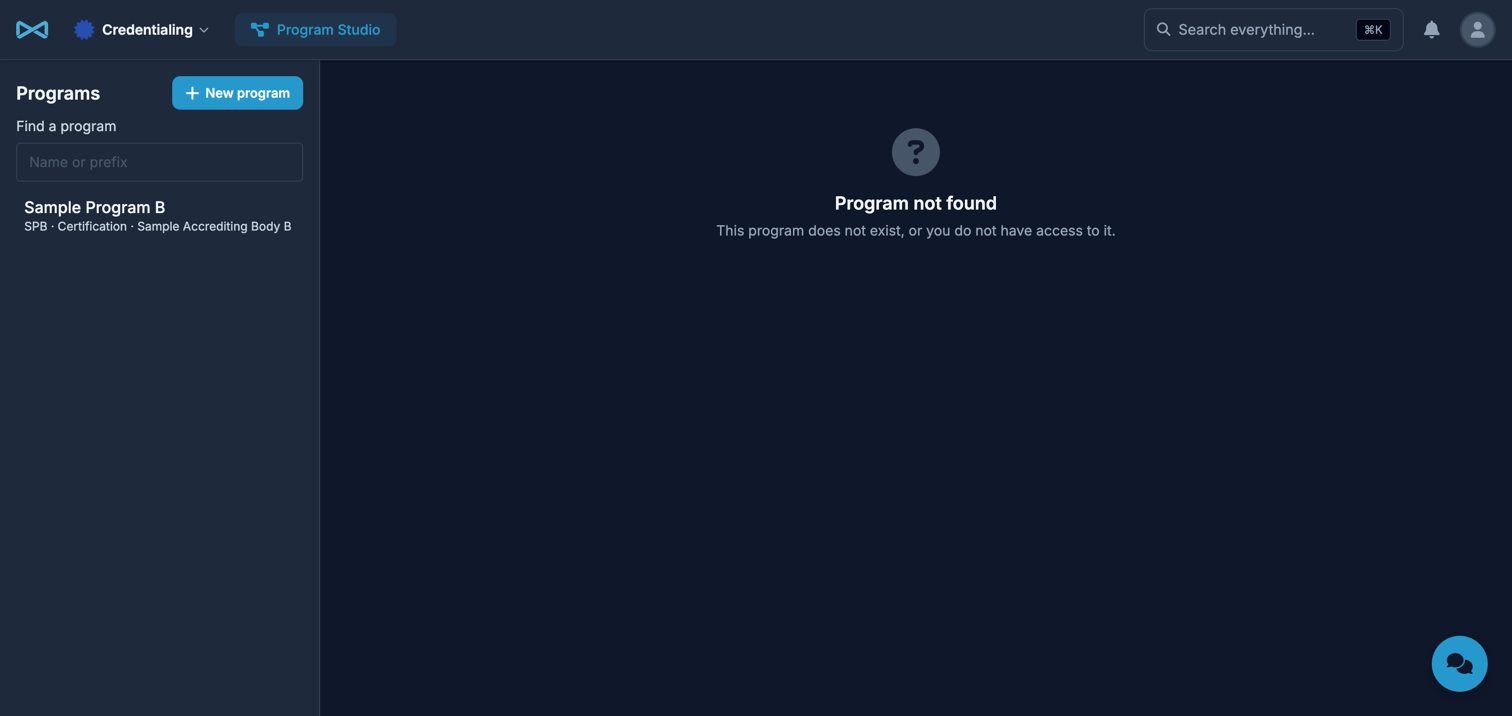 Credentialing
Program Studio
Search everything...
⌘K
Programs
New program
Find a program
Name or prefix
Sample Program B
SPB · Certification · Sample Accrediting Body B
?
Program not found
This program does not exist, or you do not have access to it.